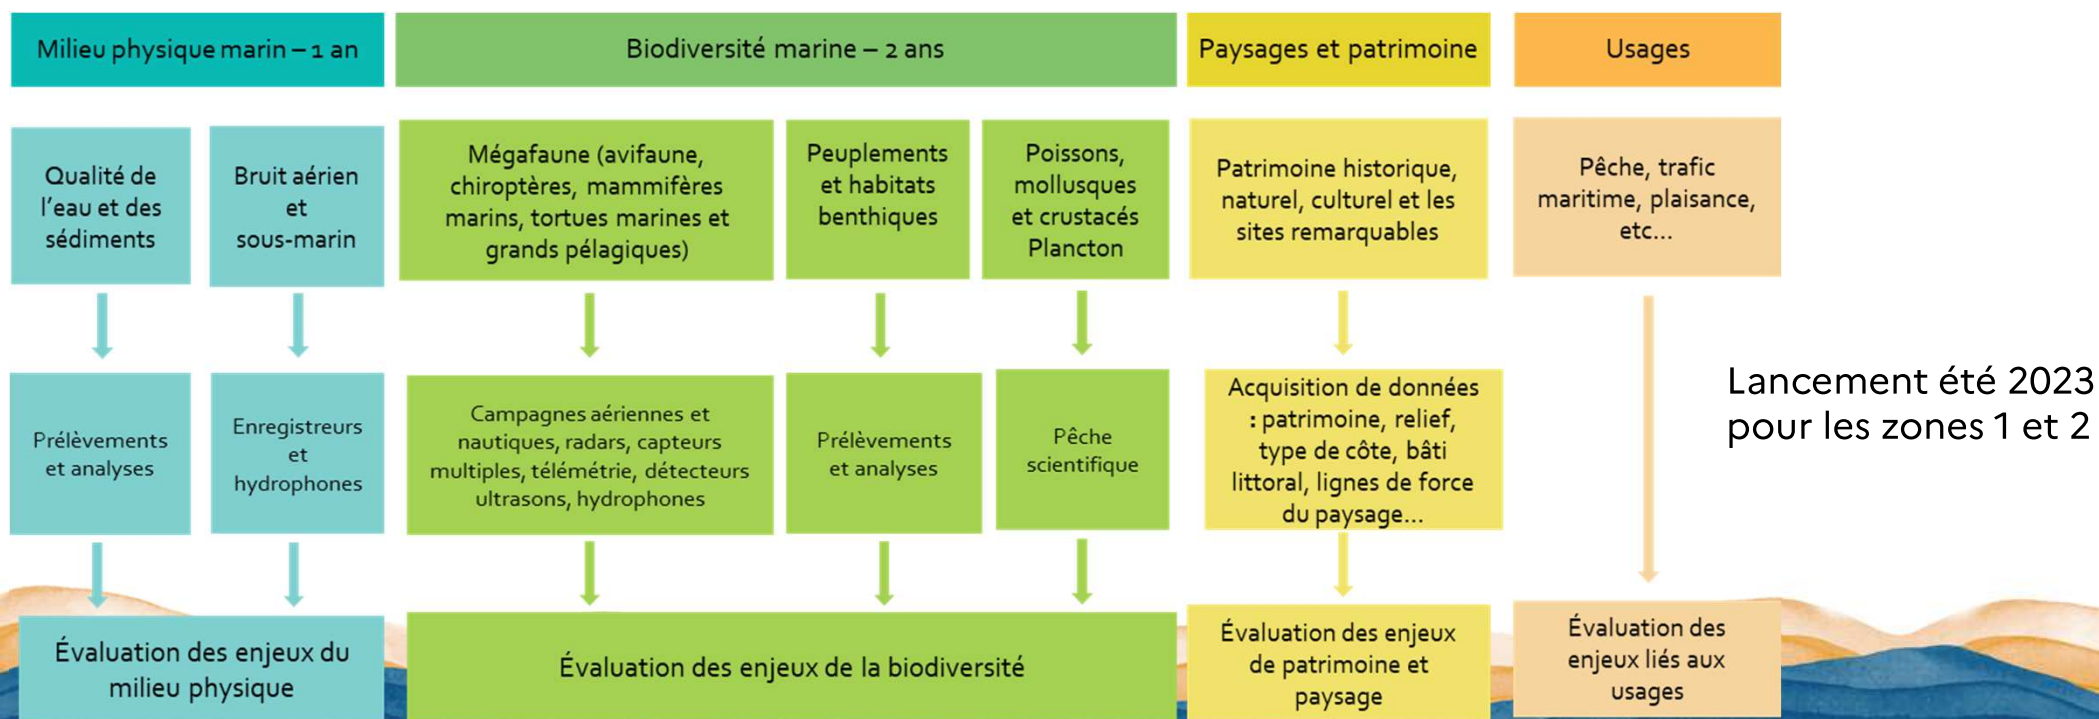 Milieu physique marin – 1 an
Biodiversité marine – 2 ans
Paysages et patrimoine
Usages
Qualité de
l'eau et des
sédiments
Bruit aérien
et
sous-marin
Mégafaune (avifaune,
chiroptères, mammifères
marins, tortues marines et
grands pélagiques)
Peuplements
et habitats
benthiques
Poissons,
mollusques
et crustacés
Plancton
Patrimoine historique,
naturel, culturel et les
sites remarquables
Pêche, trafic
maritime, plaisance,
etc...
Prélèvements
et analyses
Enregistreurs
et
hydrophones
Campagnes aériennes et
nautiques, radars, capteurs
multiples, télémétrie, détecteurs
ultrasons, hydrophones
Prélèvements
et analyses
Pêche
scientifique
Acquisition de données
: patrimoine, relief,
type de côte, bâti
littoral, lignes de force
du paysage...
Lancement été 2023
pour les zones 1 et 2
Évaluation des enjeux du
milieu physique
Évaluation des enjeux de la biodiversité
Évaluation des enjeux
de patrimoine et
paysage
Évaluation des
enjeux liés aux
usages